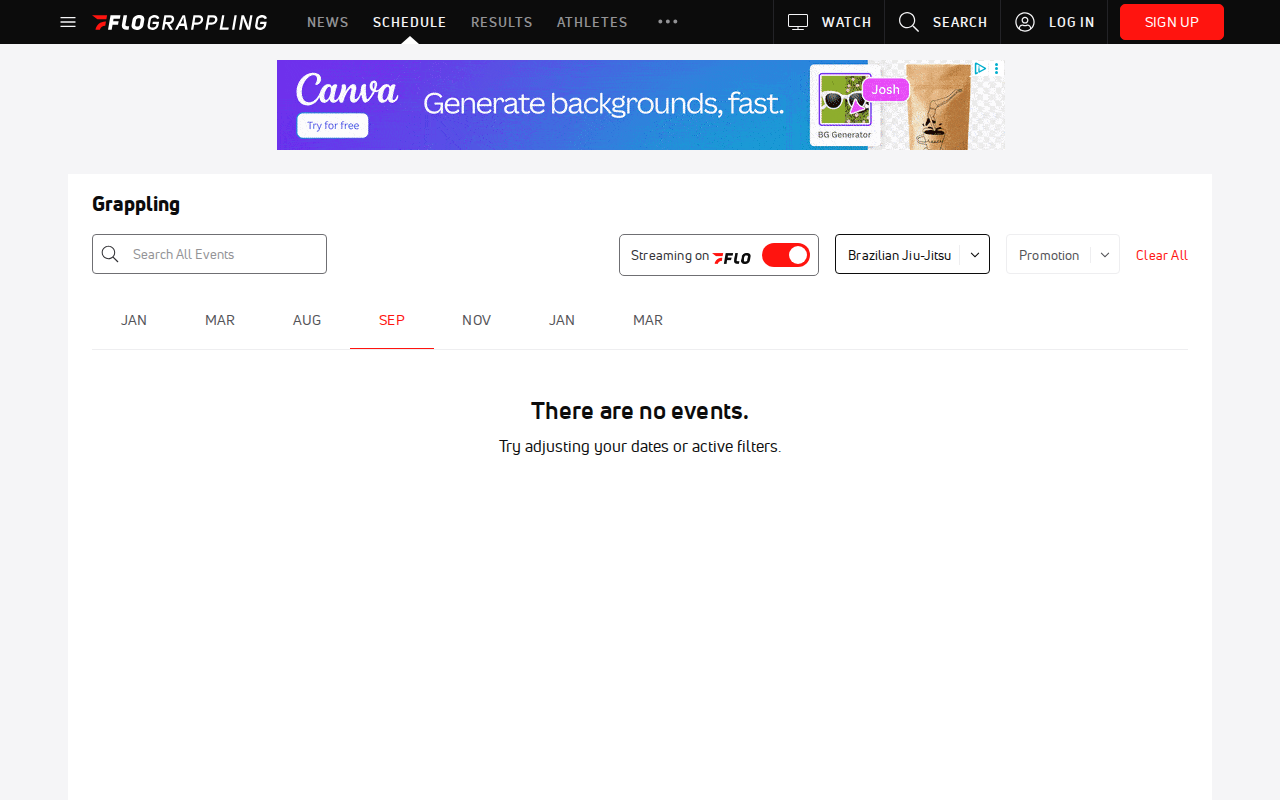 FLOGRAPPLING NEWS SCHEDULE RESULTS ATHLETES WATCH SEARCH LOG IN SIGN UP
Canva
Try for free
Generate backgrounds, fast.
Josh
BG Generator
Grappling
Search All Events
Streaming on FLO
Brazilian Jiu-Jitsu
Promotion
Clear All
JAN MAR AUG SEP NOV JAN MAR
There are no events.
Try adjusting your dates or active filters.